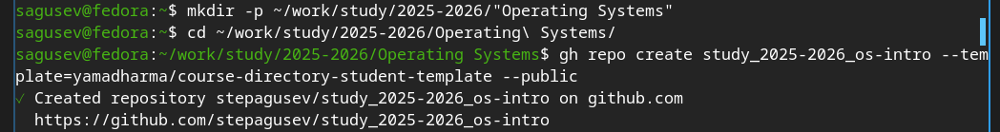 sagusev@fedora:~$ mkdir -p ~/work/study/2025-2026/"Operating Systems"
sagusev@fedora:~$ cd ~/work/study/2025-2026/Operating\ Systems/
sagusev@fedora:~/work/study/2025-2026/Operating Systems$ gh repo create study_2025-2026_os-intro --tem
plate=yamadharma/course-directory-student-template --public
✓ Created repository stepagusev/study_2025-2026_os-intro on github.com
  https://github.com/stepagusev/study_2025-2026_os-intro